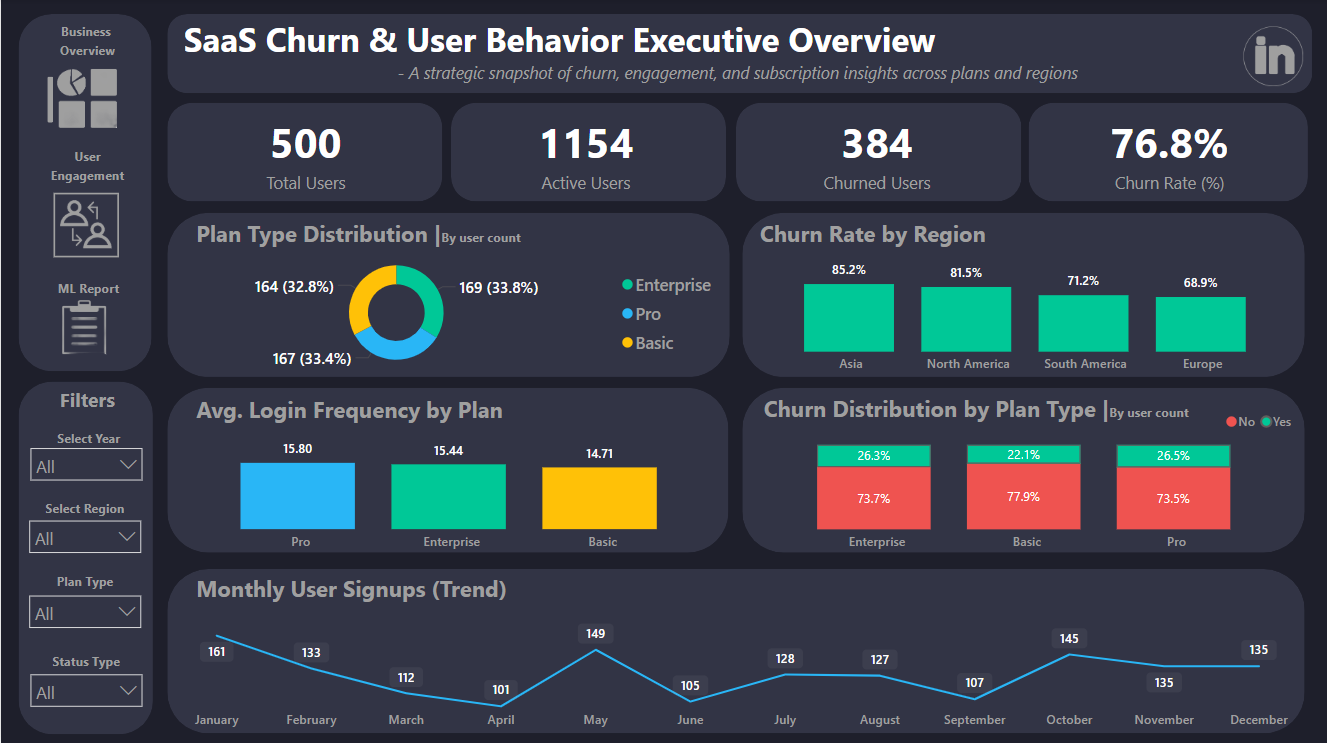 Business
Overview
User
Engagement
ML Report
Filters
Select Year
All
Select Region
All
Plan Type
All
Status Type
All
SaaS Churn & User Behavior Executive Overview
- A strategic snapshot of churn, engagement, and subscription insights across plans and regions
in
500
Total Users
1154
Active Users
384
Churned Users
76.8%
Churn Rate (%)
Plan Type Distribution |By user count
164 (32.8%)
169 (33.8%)
167 (33.4%)
Enterprise
Pro
Basic
Churn Rate by Region
85.2%
81.5%
71.2%
68.9%
Asia
North America
South America
Europe
Avg. Login Frequency by Plan
15.80
15.44
14.71
Pro
Enterprise
Basic
Churn Distribution by Plan Type |By user count
No Yes
26.3%
22.1%
26.5%
73.7%
77.9%
73.5%
Enterprise
Basic
Pro
Monthly User Signups (Trend)
161
133
112
101
149
105
128
127
107
145
135
135
January
February
March
April
May
June
July
August
September
October
November
December